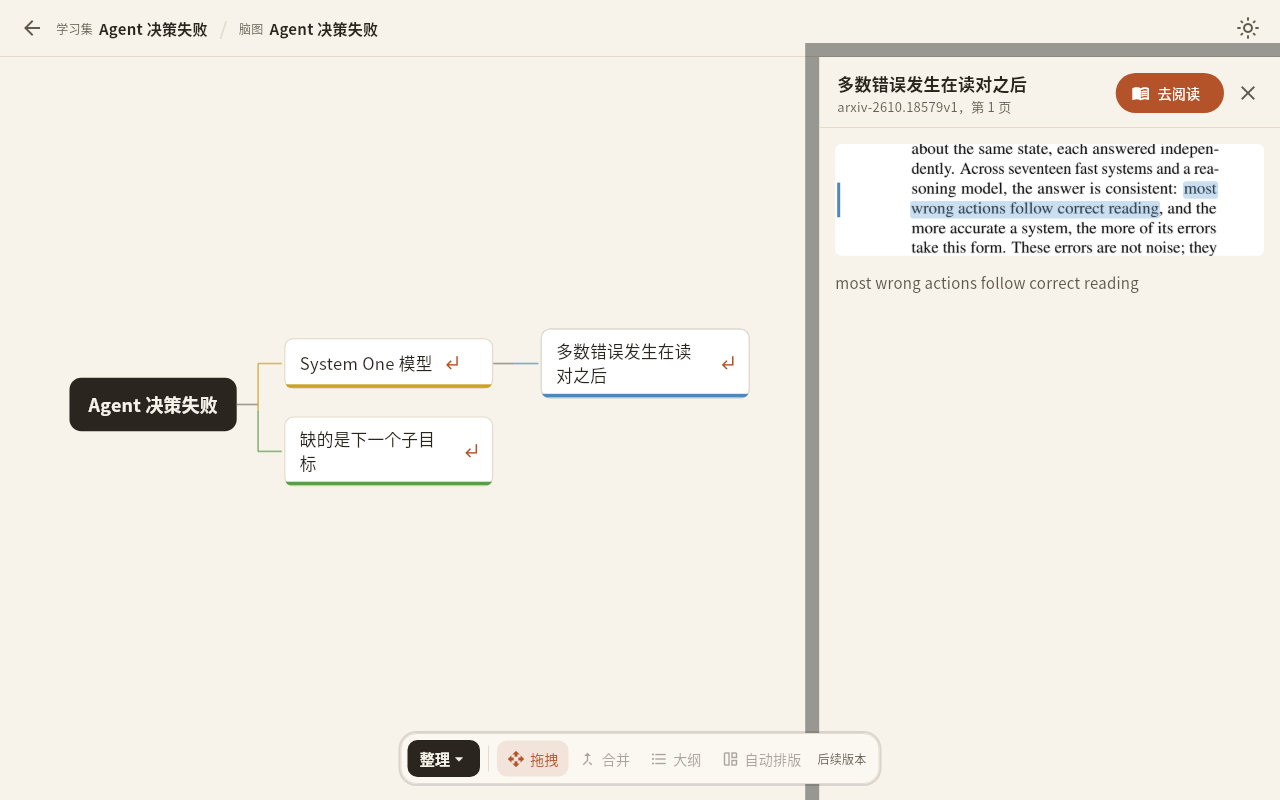 学习集 Agent 决策失败 / 脑图 Agent 决策失败
多数错误发生在读对之后
arxiv-2610.18579v1，第 1 页
去阅读
about the same state, each answered indepen-
dently. Across seventeen fast systems and a rea-
soning model, the answer is consistent: most
wrong actions follow correct reading, and the
more accurate a system, the more of its errors
take this form. These errors are not noise; they
most wrong actions follow correct reading
Agent 决策失败
System One 模型
多数错误发生在读
对之后
缺的是下一个子目
标
整理 拖拽 合并 大纲 自动排版 后续版本